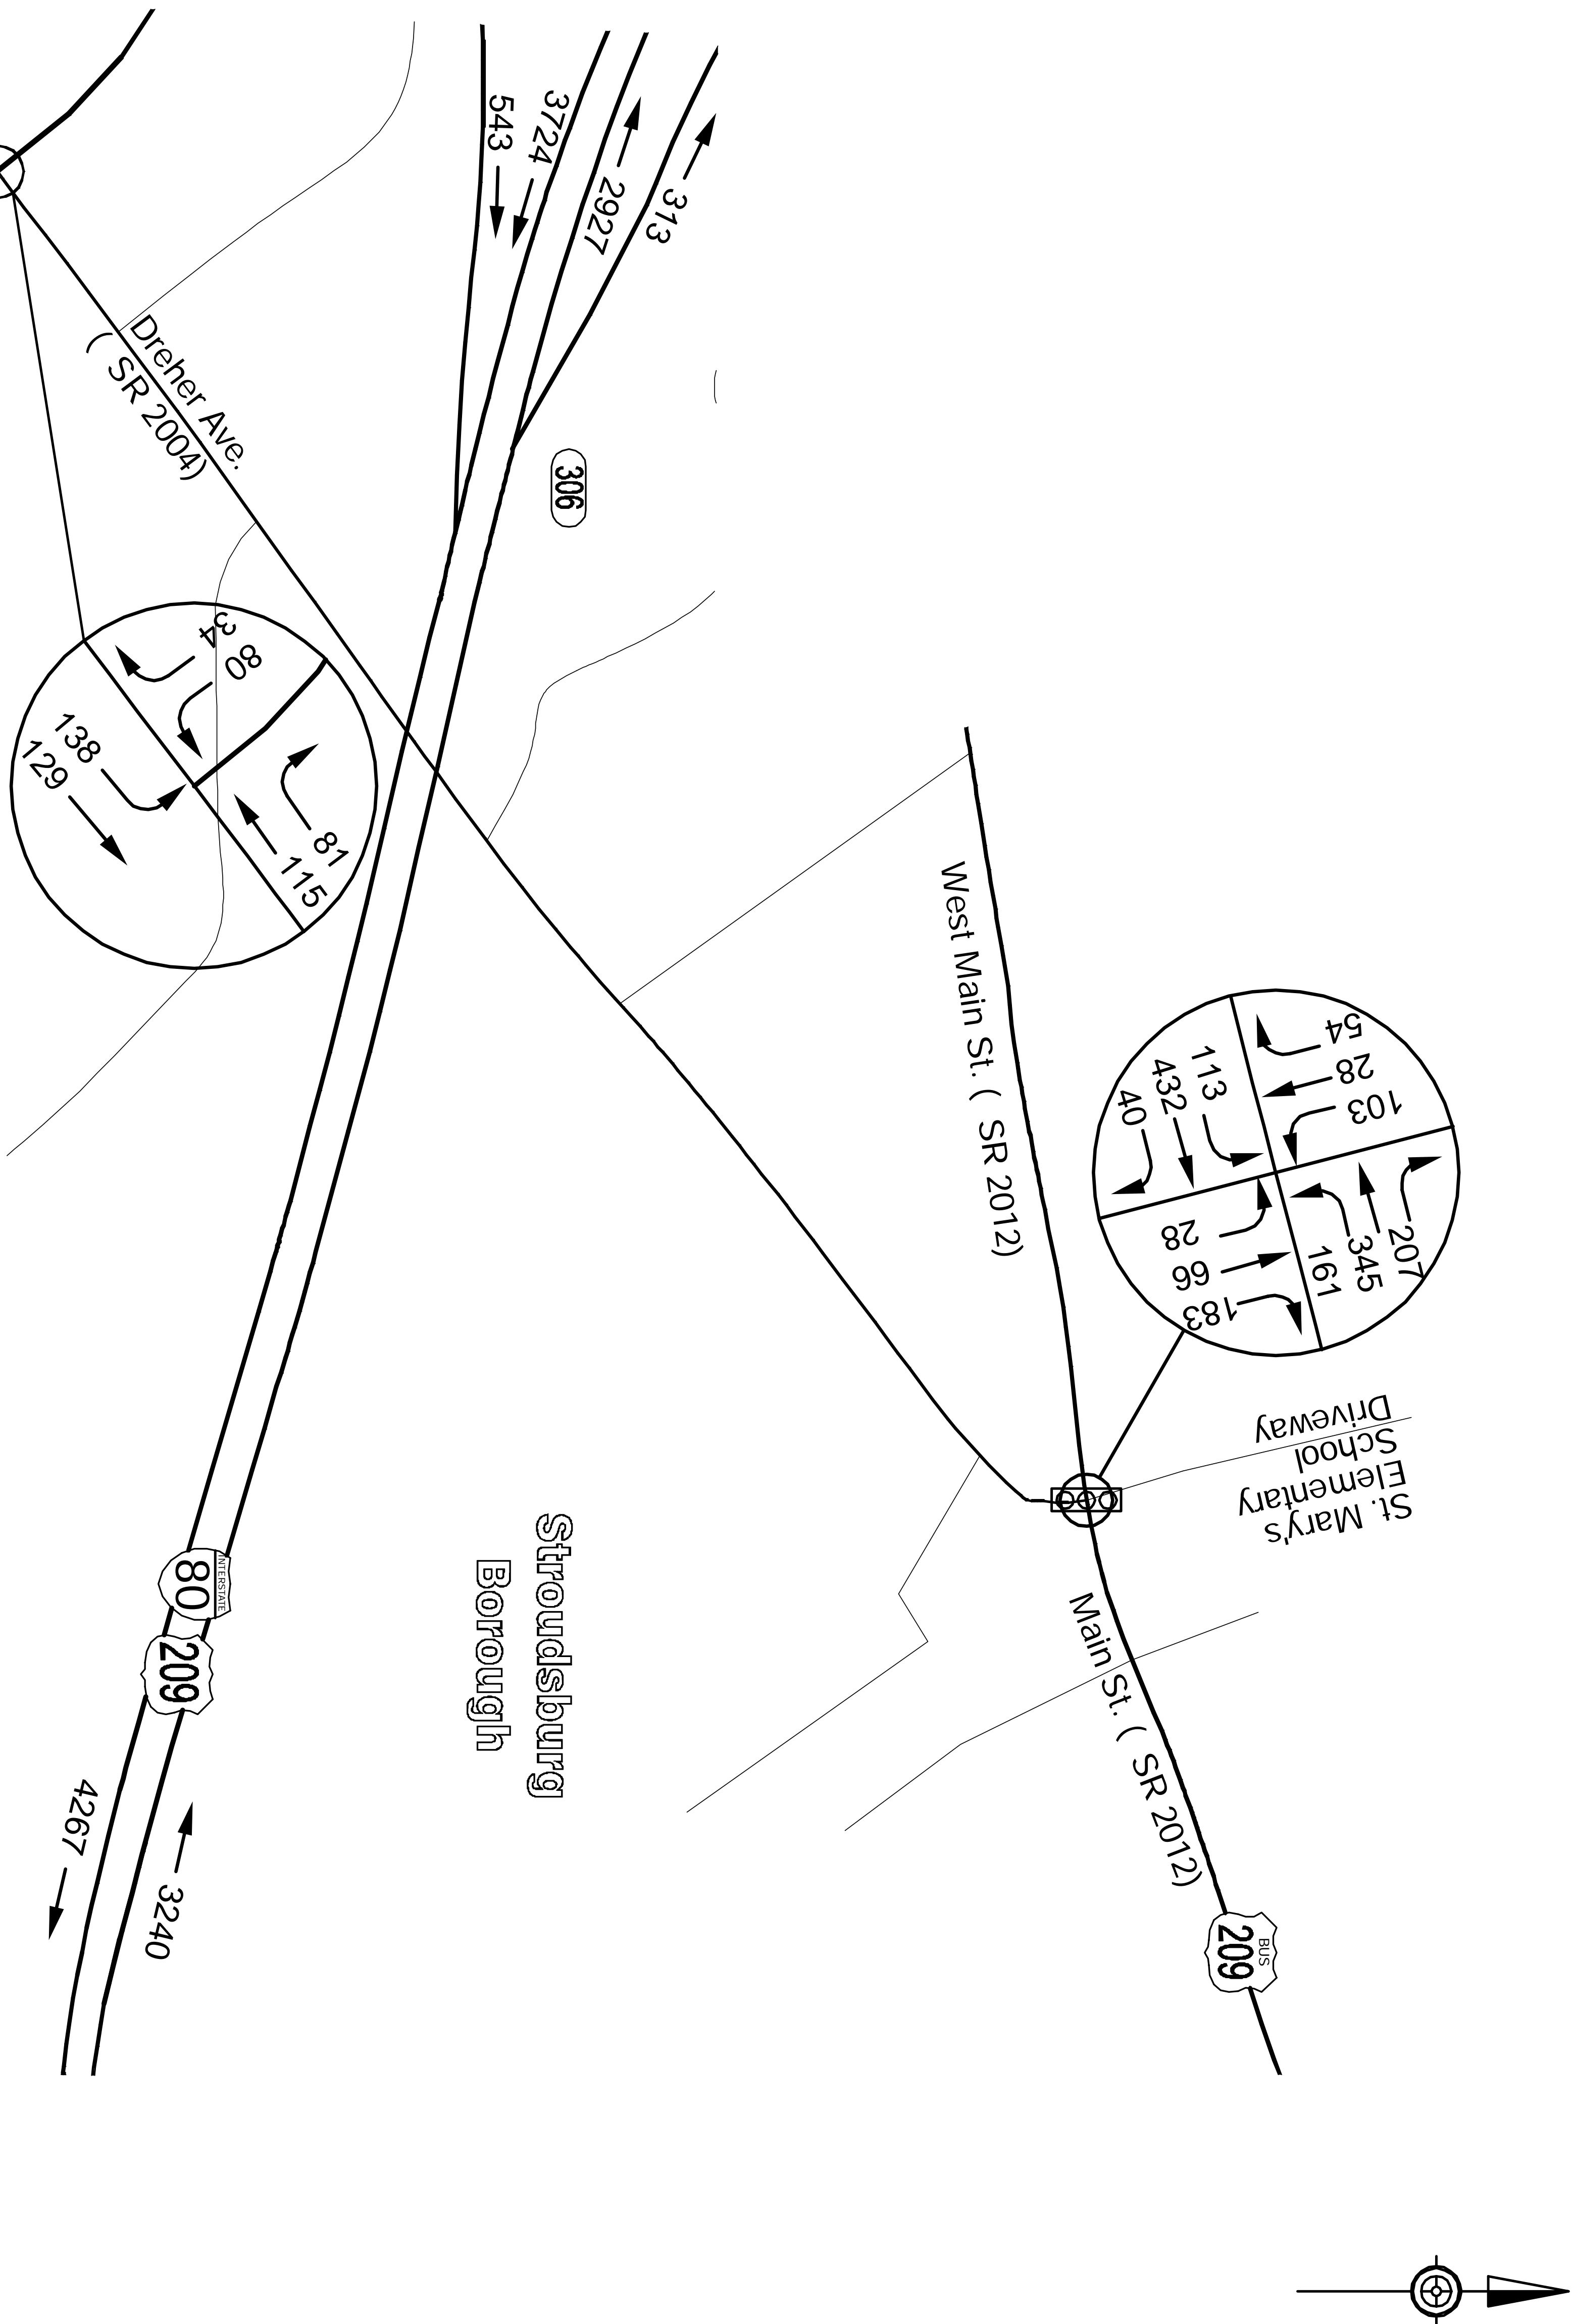 543
3724
2927
313
Dreher Ave.
( SR 2004)
306
34
80
138
129
81
115
West Main St. ( SR 2012)
54
28
103
113
432
40
28
66
183
161
345
207
St. Mary's
Elementary
School
Driveway
Stroudsburg
Borough
INTERSTATE
80
209
Main St. ( SR 2012)
4267
3240
BUS
209